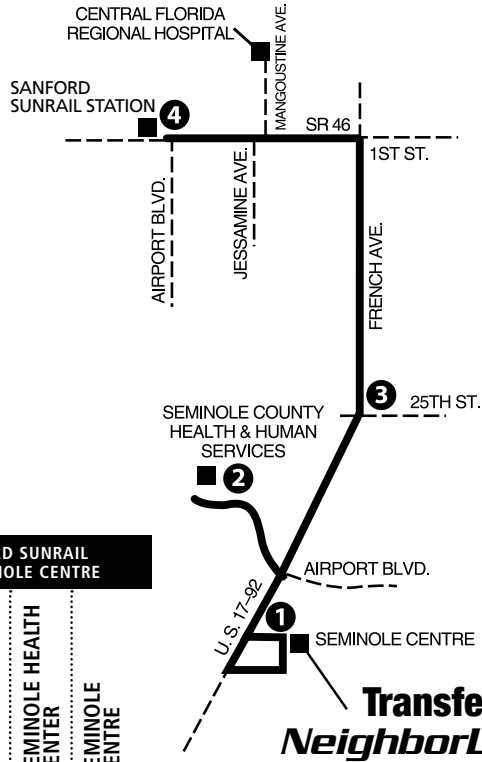 CENTRAL FLORIDA
REGIONAL HOSPITAL
MANGOUSTINE AVE.
SANFORD
SUNRAIL STATION
4
SR 46
1ST ST.
AIRPORT BLVD.
JESSAMINE AVE.
FRENCH AVE.
3
25TH ST.
SEMINOLE COUNTY
HEALTH & HUMAN
SERVICES
2
AIRPORT BLVD.
U.S. 17-92
1
SEMINOLE CENTRE
SUNRAIL